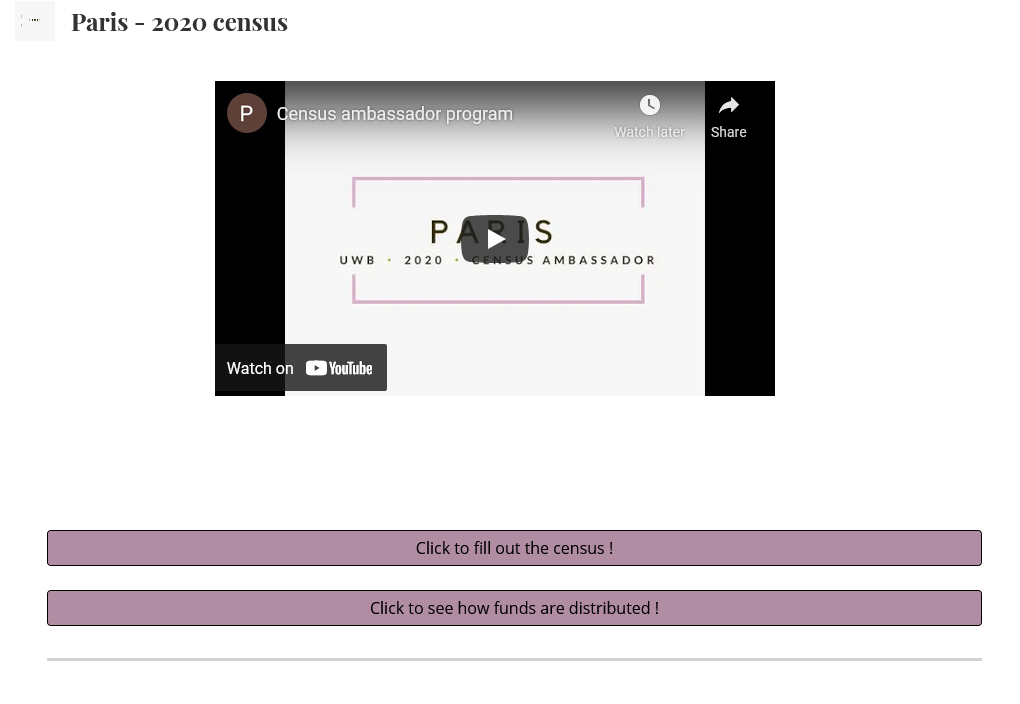 Paris - 2020 census
P
Census ambassador program
Watch later
Share
PARIS
UWB • 2020 • CENSUS AMBASSADOR
Watch on YouTube
Click to fill out the census !
Click to see how funds are distributed !